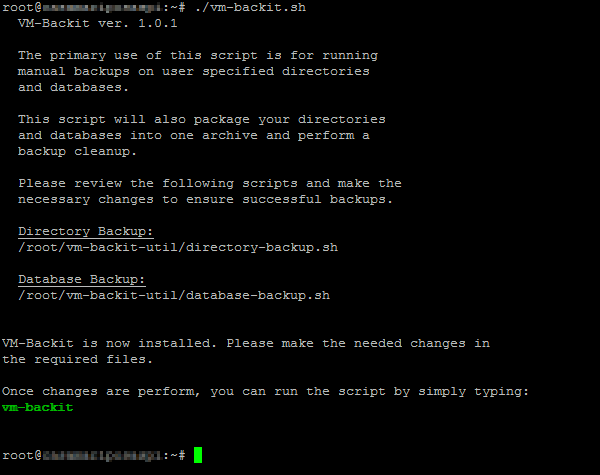 root@:~# ./vm-backit.sh
VM-Backit ver. 1.0.1
The primary use of this script is for running
manual backups on user specified directories
and databases.
This script will also package your directories
and databases into one archive and perform a
backup cleanup.
Please review the following scripts and make the
necessary changes to ensure successful backups.
Directory Backup:
/root/vm-backit-util/directory-backup.sh
Database Backup:
/root/vm-backit-util/database-backup.sh
VM-Backit is now installed. Please make the needed changes in
the required files.
Once changes are perform, you can run the script by simply typing:
vm-backit
root@:~#